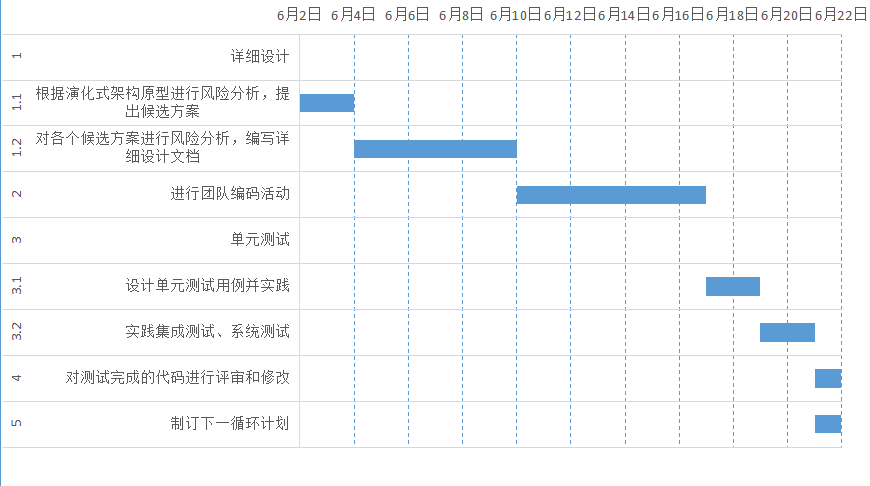 6月2日 6月4日 6月6日 6月8日 6月10日 6月12日 6月14日 6月16日 6月18日 6月20日 6月22日
1 详细设计
1.1 根据演化式架构原型进行风险分析，提
出候选方案
1.2 对各个候选方案进行风险分析，编写详
细设计文档
2 进行团队编码活动
3 单元测试
3.1 设计单元测试用例并实践
3.2 实践集成测试、系统测试
4 对测试完成的代码进行评审和修改
5 制订下一循环计划